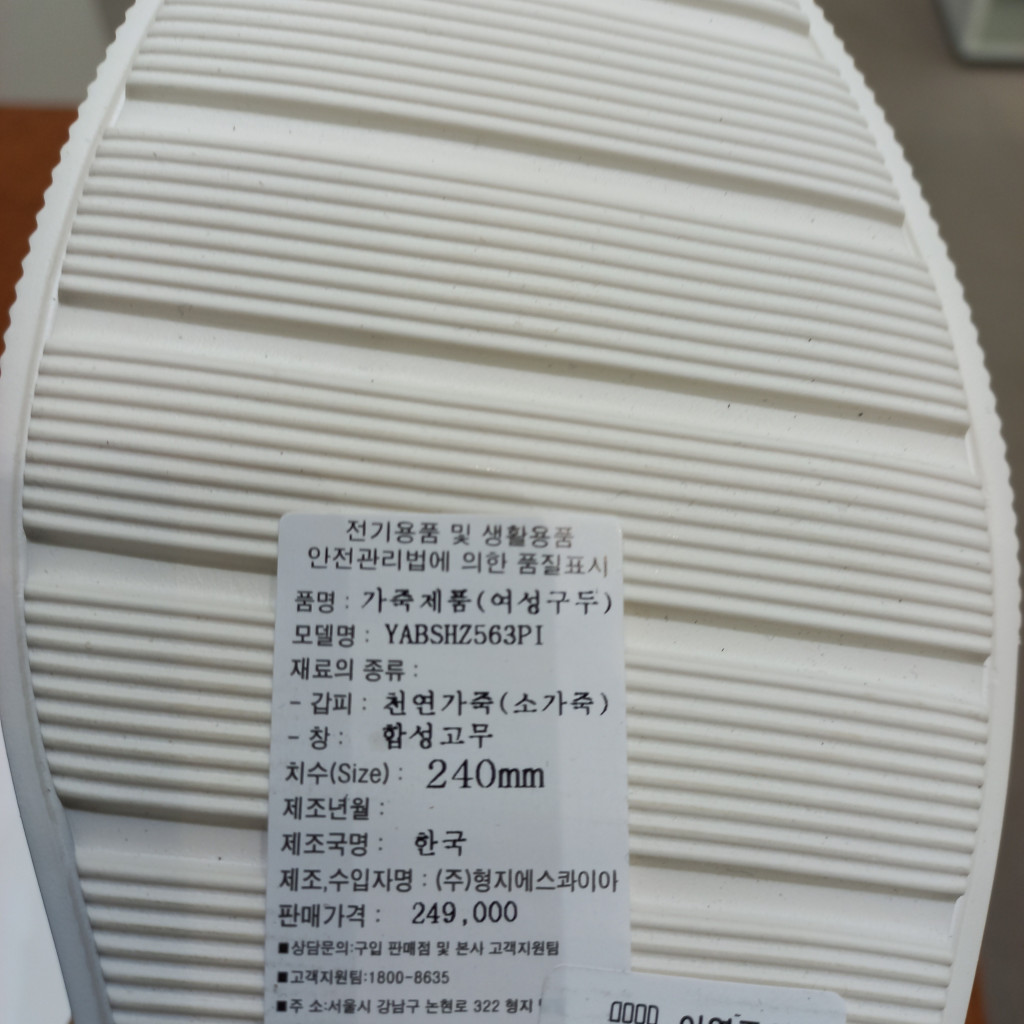 전기용품 및 생활용품
안전관리법에 의한 품질표시
품명 : 가죽제품(여성구두)
모델명 : YABSHZ563PI
재료의 종류 :
- 갑피 : 천연가죽(소가죽)
- 창 : 합성고무
치수(Size) : 240mm
제조년월 :
제조국명 : 한국
제조,수입자명 : (주)형지에스콰이아
판매가격 : 249,000
■상담문의:구입 판매점 및 본사 고객지원팀
■고객지원팀:1800-8635
■주 소:서울시 강남구 논현로 322 형지